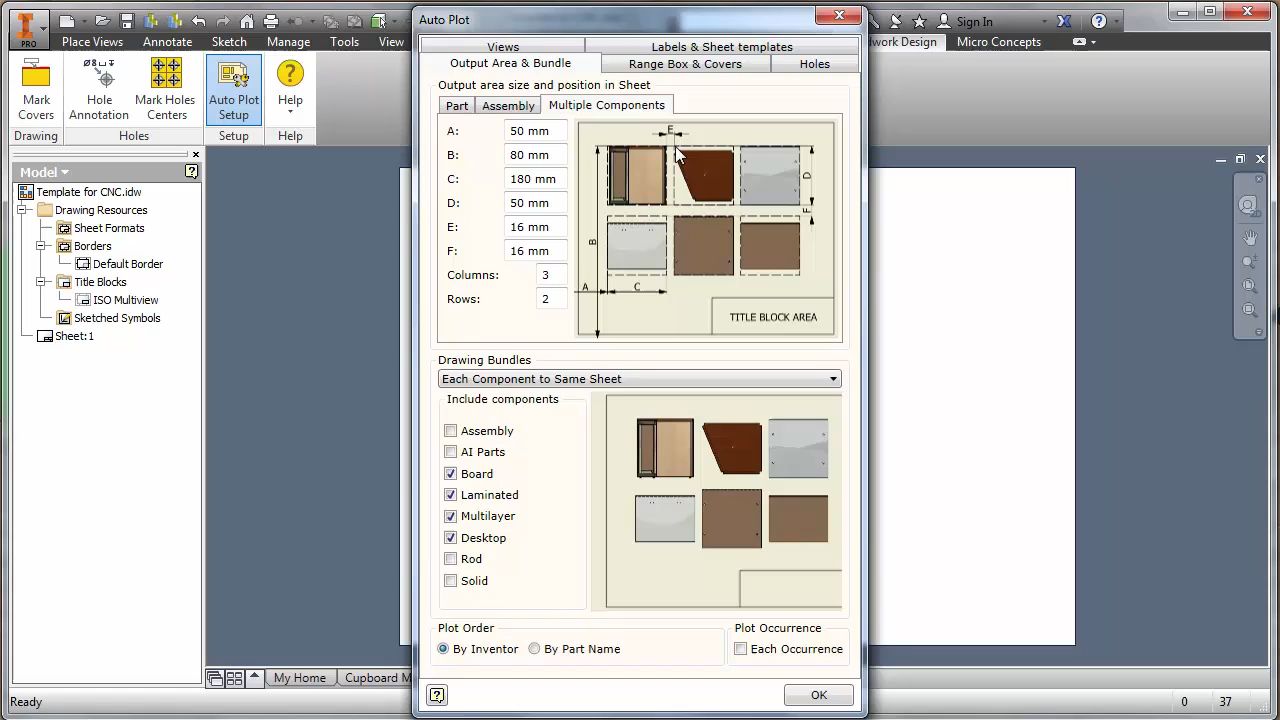 Auto Plot
PRO
Sign In
Place Views
Annotate
Sketch
Manage
Tools
View
work Design
Micro Concepts
Mark Covers
Hole Annotation
Mark Holes Centers
Auto Plot Setup
Help
Drawing
Holes
Setup
Help
Model
Template for CNC.idw
Drawing Resources
Sheet Formats
Borders
Default Border
Title Blocks
ISO Multiview
Sketched Symbols
Sheet:1
Views
Labels & Sheet templates
Output Area & Bundle
Range Box & Covers
Holes
Output area size and position in Sheet
Part
Assembly
Multiple Components
A: 50 mm
B: 80 mm
C: 180 mm
D: 50 mm
E: 16 mm
F: 16 mm
Columns: 3
Rows: 2
E
D
F
B
A
C
TITLE BLOCK AREA
Drawing Bundles
Each Component to Same Sheet
Include components
Assembly
AI Parts
Board
Laminated
Multilayer
Desktop
Rod
Solid
Plot Order
By Inventor
By Part Name
Plot Occurrence
Each Occurrence
OK
My Home
Cupboard M
Ready
0
37